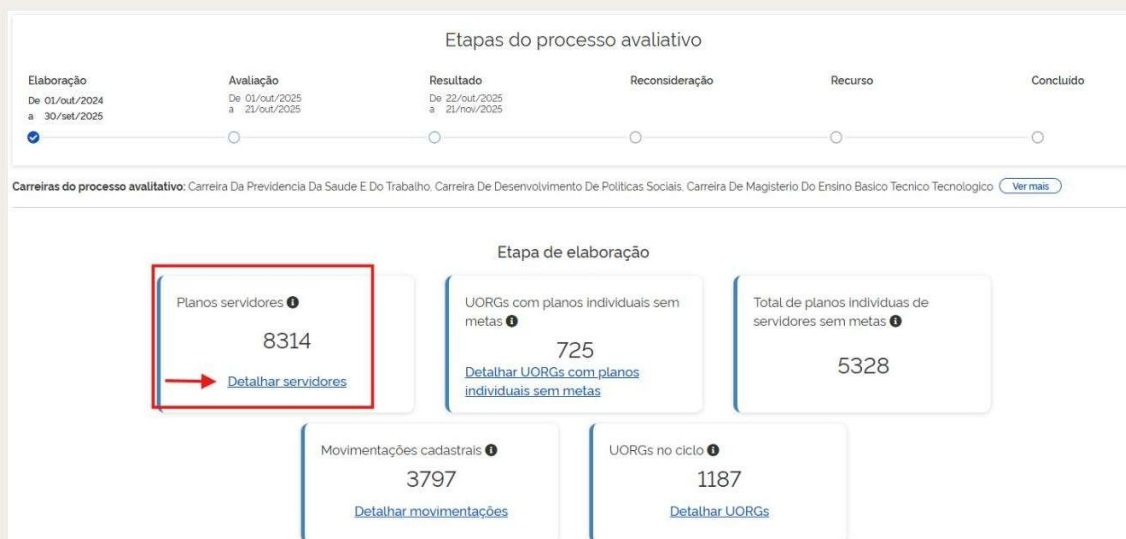 Etapas do processo avaliativo
Elaboração
De 01/out/2024
a 30/set/2025
Avaliação
De 01/out/2025
a 21/out/2025
Resultado
De 22/out/2025
a 21/nov/2025
Reconsideração
Recurso
Concluído
Carreiras do processo avalitativo: Carreira Da Previdencia Da Saude E Do Trabalho, Carreira De Desenvolvimento De Politicas Sociais, Carreira De Magisterio Do Ensino Basico Tecnico Tecnologico Ver mais
Etapa de elaboração
Planos servidores
8314
Detalhar servidores
UORGs com planos individuais sem
metas
725
Detalhar UORGs com planos
individuais sem metas
Total de planos individuas de
servidores sem metas
5328
Movimentações cadastrais
3797
Detalhar movimentações
UORGs no ciclo
1187
Detalhar UORGs